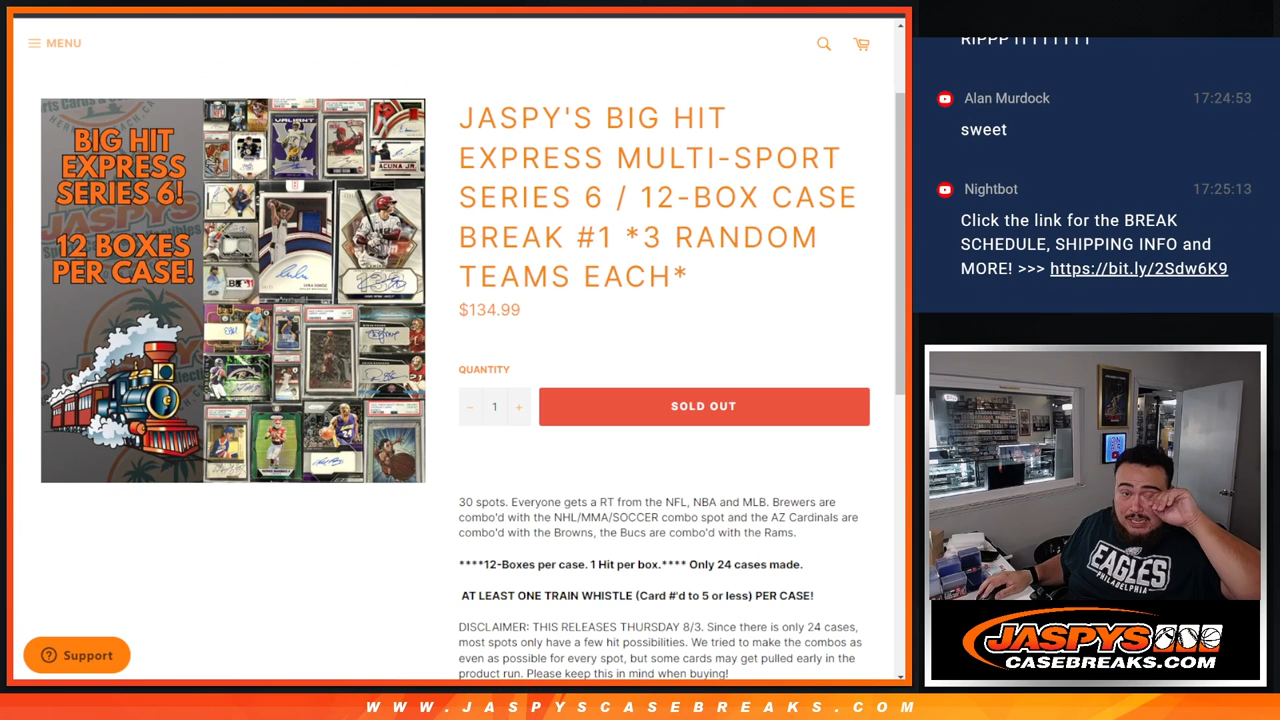 MENU
BIG HIT
EXPRESS
SERIES 6!
12 BOXES
PER CASE!
VALIANT
ACUNA JR.
JASPY'S BIG HIT
EXPRESS MULTI-SPORT
SERIES 6 / 12-BOX CASE
BREAK #1 *3 RANDOM
TEAMS EACH*
$134.99
QUANTITY
− 1 +
SOLD OUT
30 spots. Everyone gets a RT from the NFL, NBA and MLB. Brewers are
combo'd with the NHL/MMA/SOCCER combo spot and the AZ Cardinals are
combo'd with the Browns, the Bucs are combo'd with the Rams.
****12-Boxes per case. 1 Hit per box.**** Only 24 cases made.
AT LEAST ONE TRAIN WHISTLE (Card #'d to 5 or less) PER CASE!
DISCLAIMER: THIS RELEASES THURSDAY 8/3. Since there is only 24 cases,
most spots only have a few hit possibilities. We tried to make the combos as
even as possible for every spot, but some cards may get pulled early in the
product run. Please keep this in mind when buying!
Support
Alan Murdock 17:24:53
sweet
Nightbot 17:25:13
Click the link for the BREAK
SCHEDULE, SHIPPING INFO and
MORE! >>> https://bit.ly/2Sdw6K9
EAGLES
PHILADELPHIA
JASPYS
CASEBREAKS.COM
WWW.JASPYSCASEBREAKS.COM